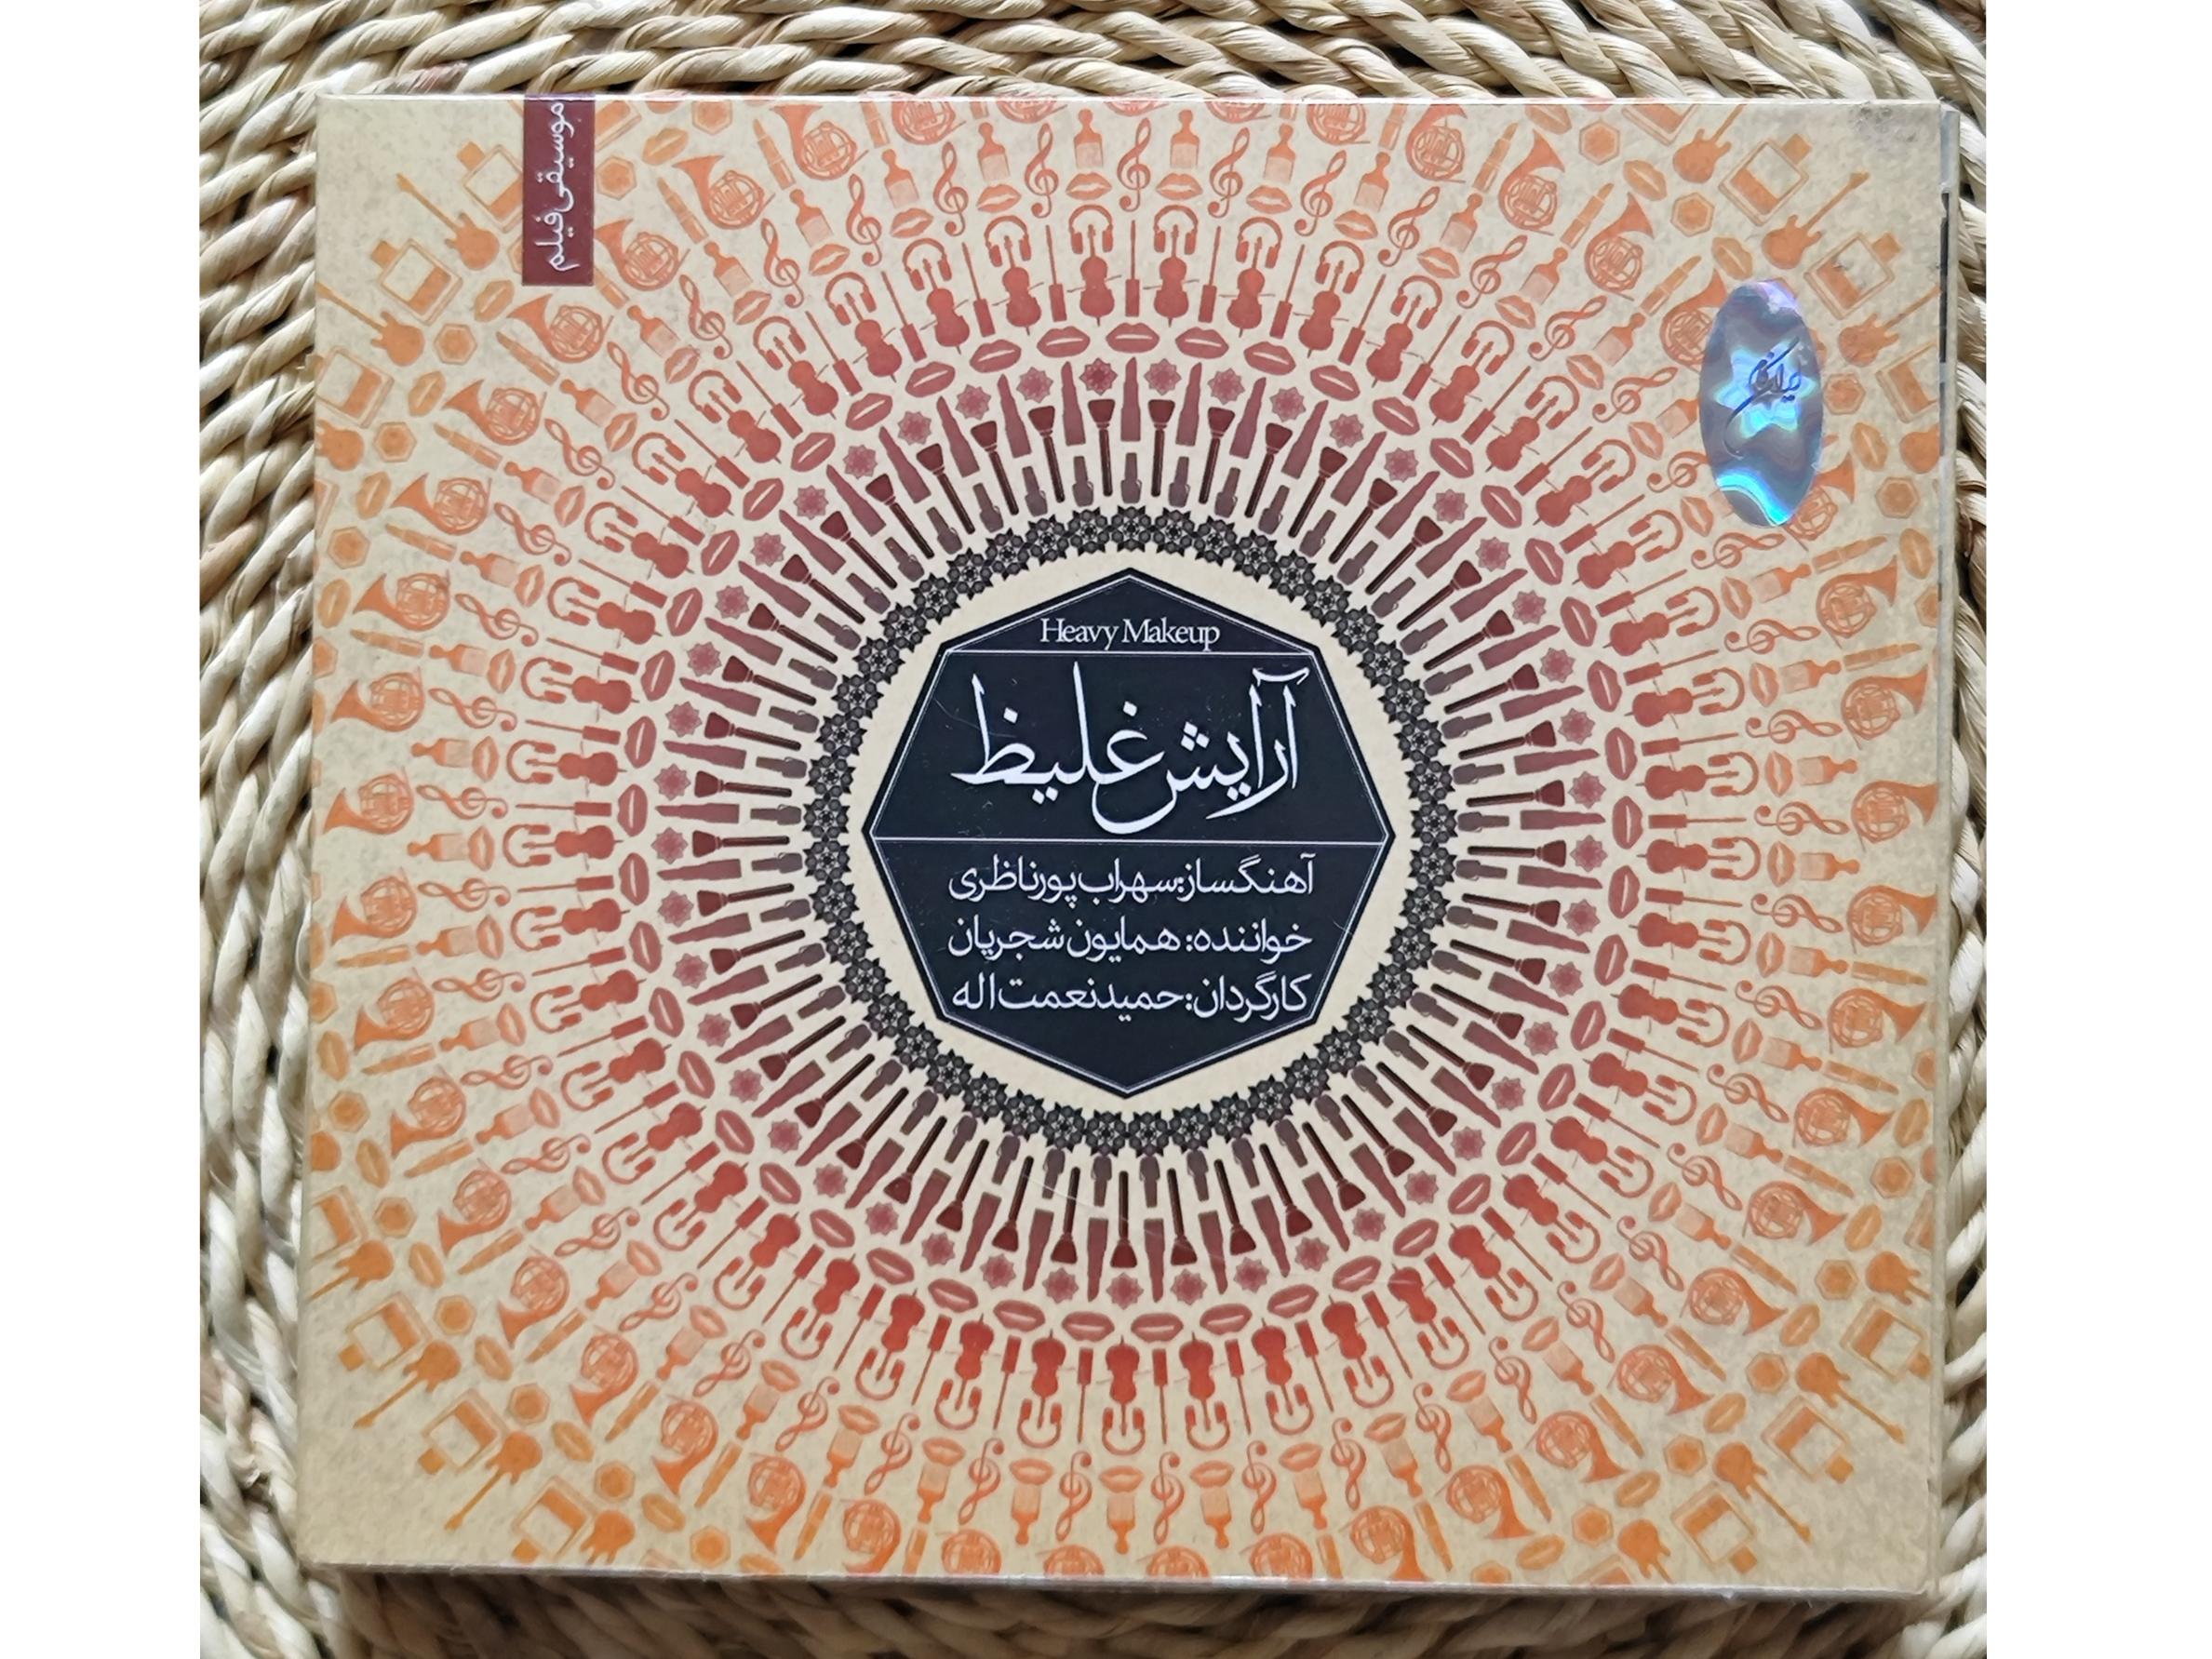 موسیقی فیلم
Heavy Makeup
آرایش غلیظ
آهنگساز: سهراب پورناظری
خواننده: همایون شجریان
کارگردان: حمید نعمت اله